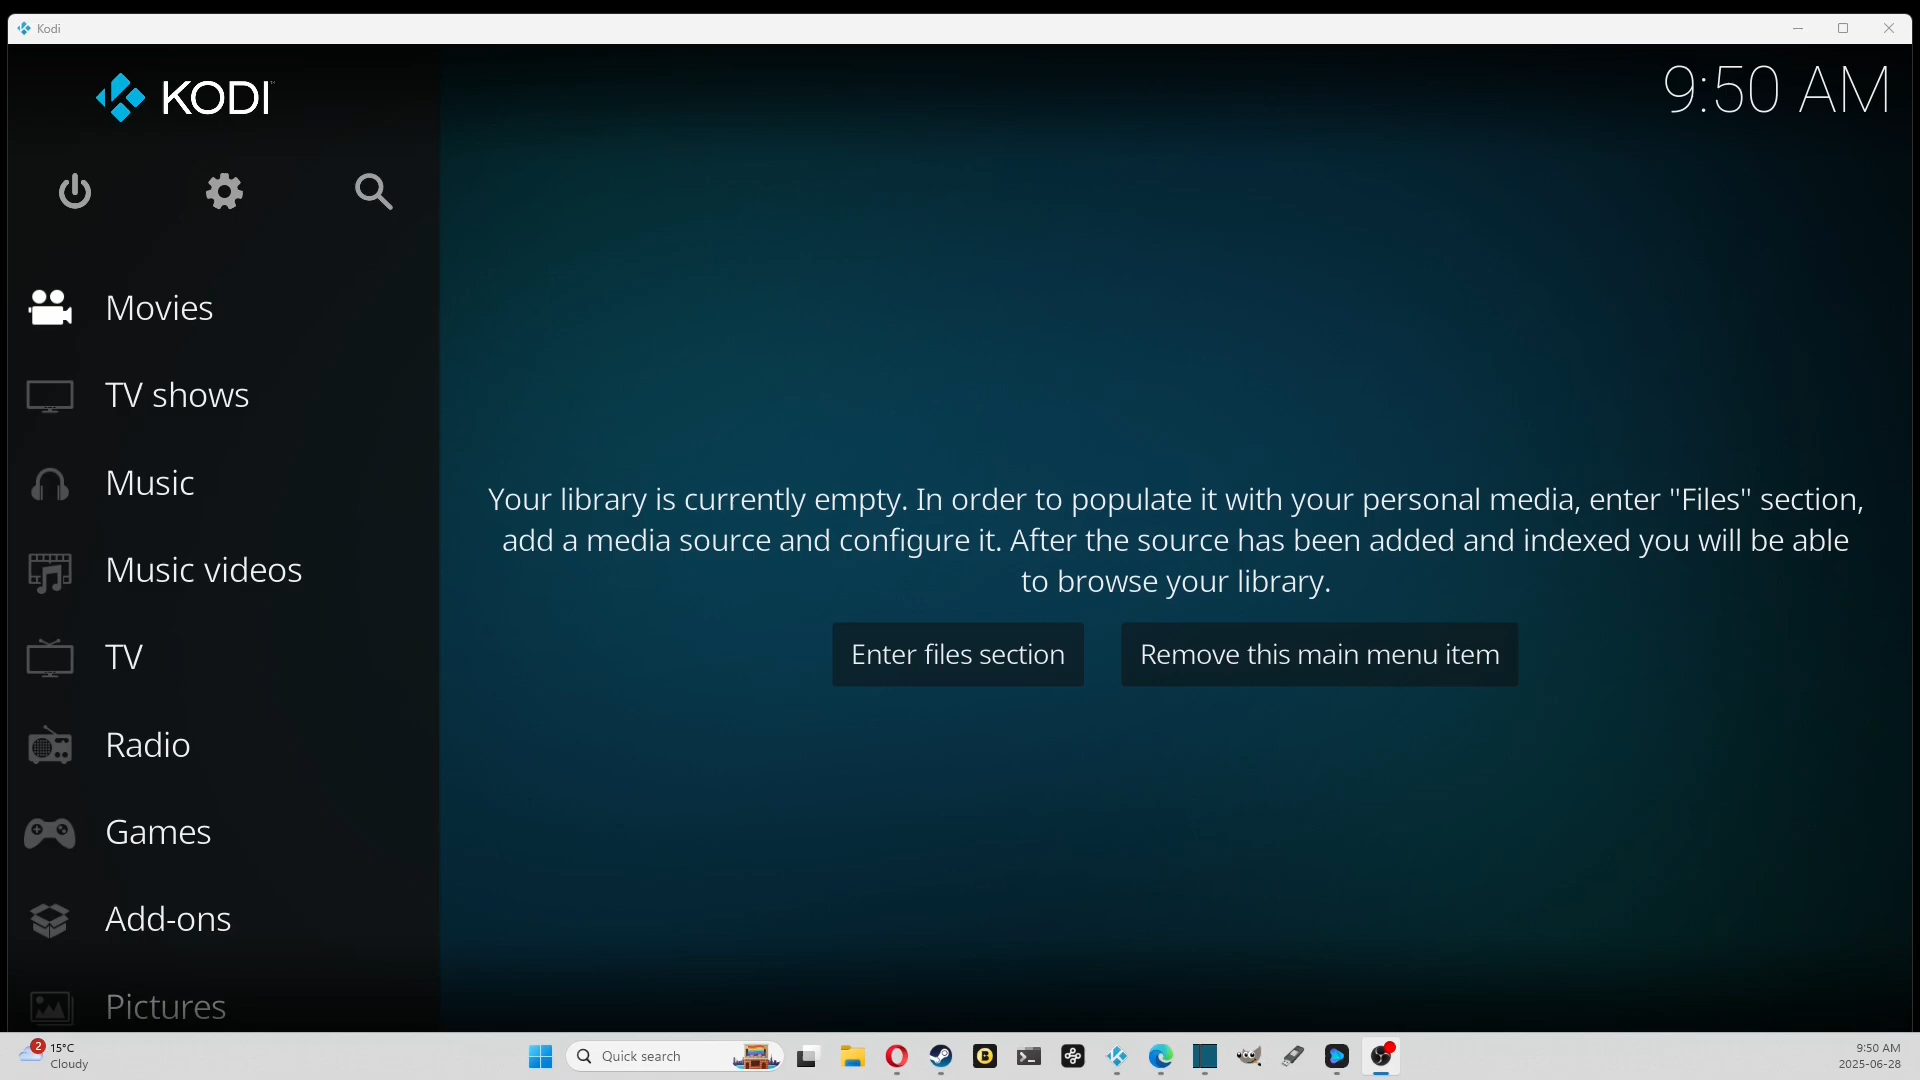 Kodi
KODI
9:50 AM
Movies
TV shows
Music
Music videos
TV
Radio
Games
Add-ons
Pictures
Your library is currently empty. In order to populate it with your personal media, enter "Files" section,
add a media source and configure it. After the source has been added and indexed you will be able
to browse your library.
Enter files section
Remove this main menu item
2
15°C
Cloudy
Quick search
B
9:50 AM
2025-06-28